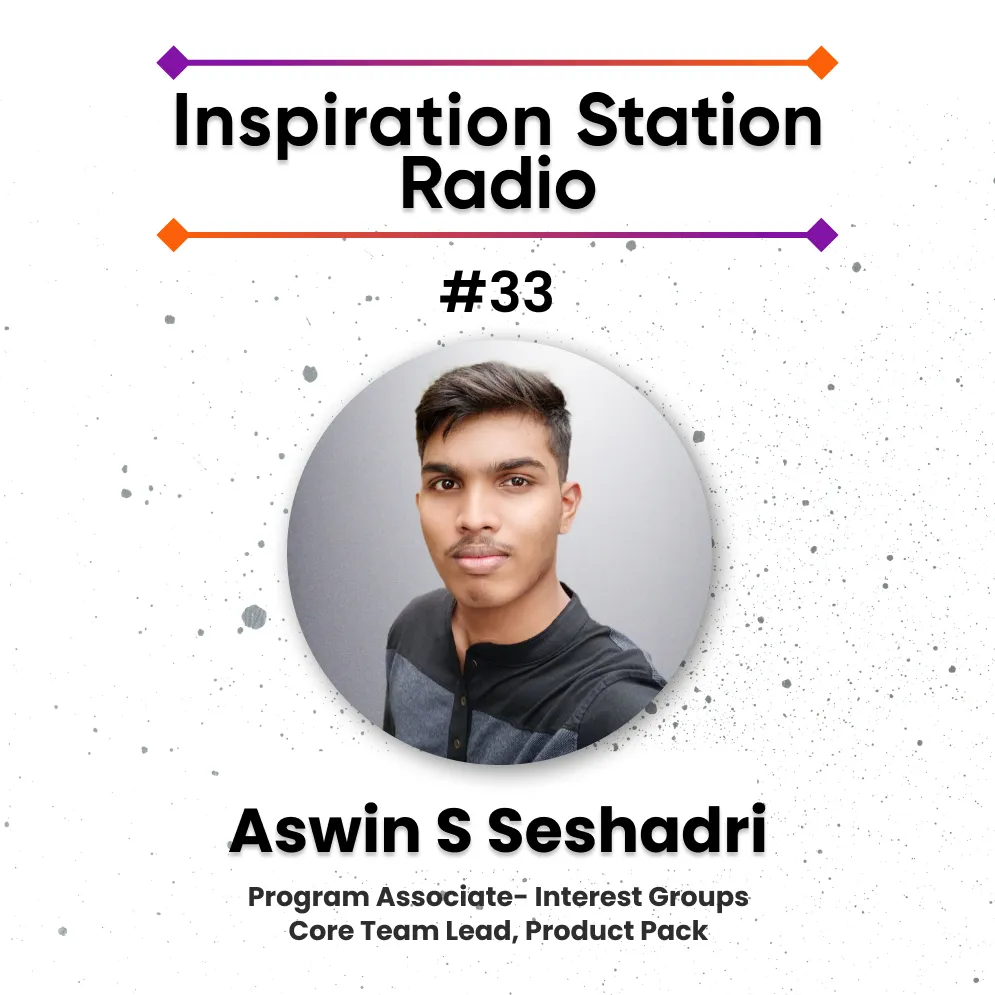 Inspiration Station
Radio
#33
Aswin S Seshadri
Program Associate- Interest Groups
Core Team Lead, Product Pack